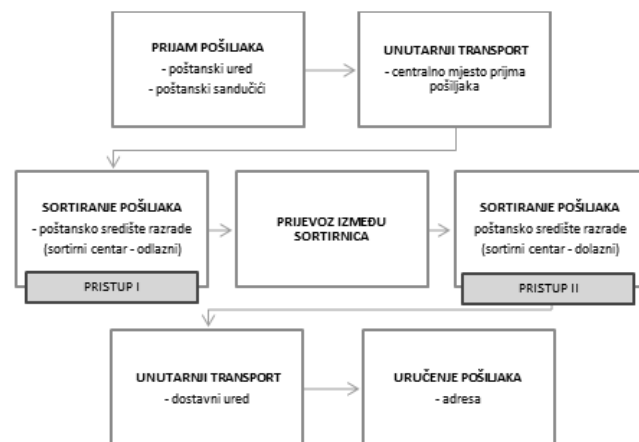 PRIJAM POŠILJAKA
- poštanski ured
- poštanski sandučići
UNUTARNJI TRANSPORT
- centralno mjesto prijma
pošiljaka
SORTIRANJE POŠILJAKA
- poštansko središte razrade
(sortirni centar - odlazni)
PRISTUP I
PRIJEVOZ IZMEĐU
SORTIRNICA
SORTIRANJE POŠILJAKA
poštansko središte razrade
(sortirni centar - dolazni)
PRISTUP II
UNUTARNJI TRANSPORT
- dostavni ured
URUČENJE POŠILJAKA
- adresa